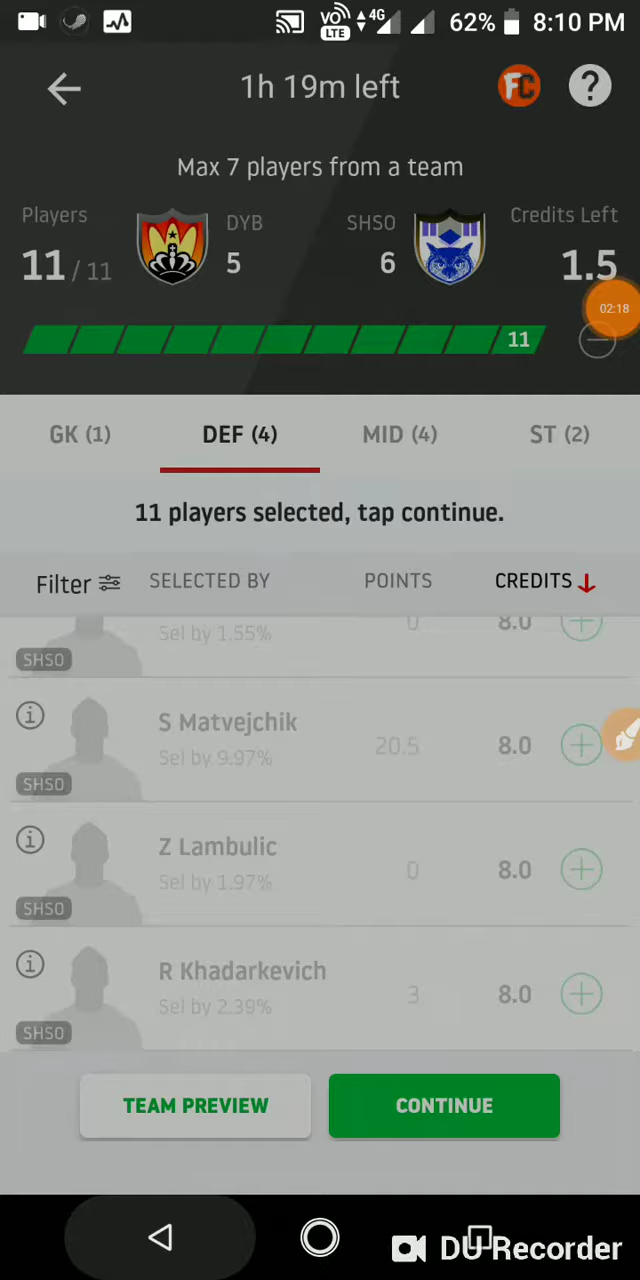 VO LTE 4G 62% 8:10 PM
1h 19m left FC ?
Max 7 players from a team
Players DYB SHSO Credits Left
11 / 11 5 6 1.5
02:18
11
GK (1) DEF (4) MID (4) ST (2)
11 players selected, tap continue.
Filter SELECTED BY POINTS CREDITS
Sel by 1.55% 0 8.0
SHSO
S Matvejchik
Sel by 9.97% 20.5 8.0
SHSO
Z Lambulic
Sel by 1.97% 0 8.0
SHSO
R Khadarkevich
Sel by 2.39% 3 8.0
SHSO
TEAM PREVIEW CONTINUE
DU Recorder